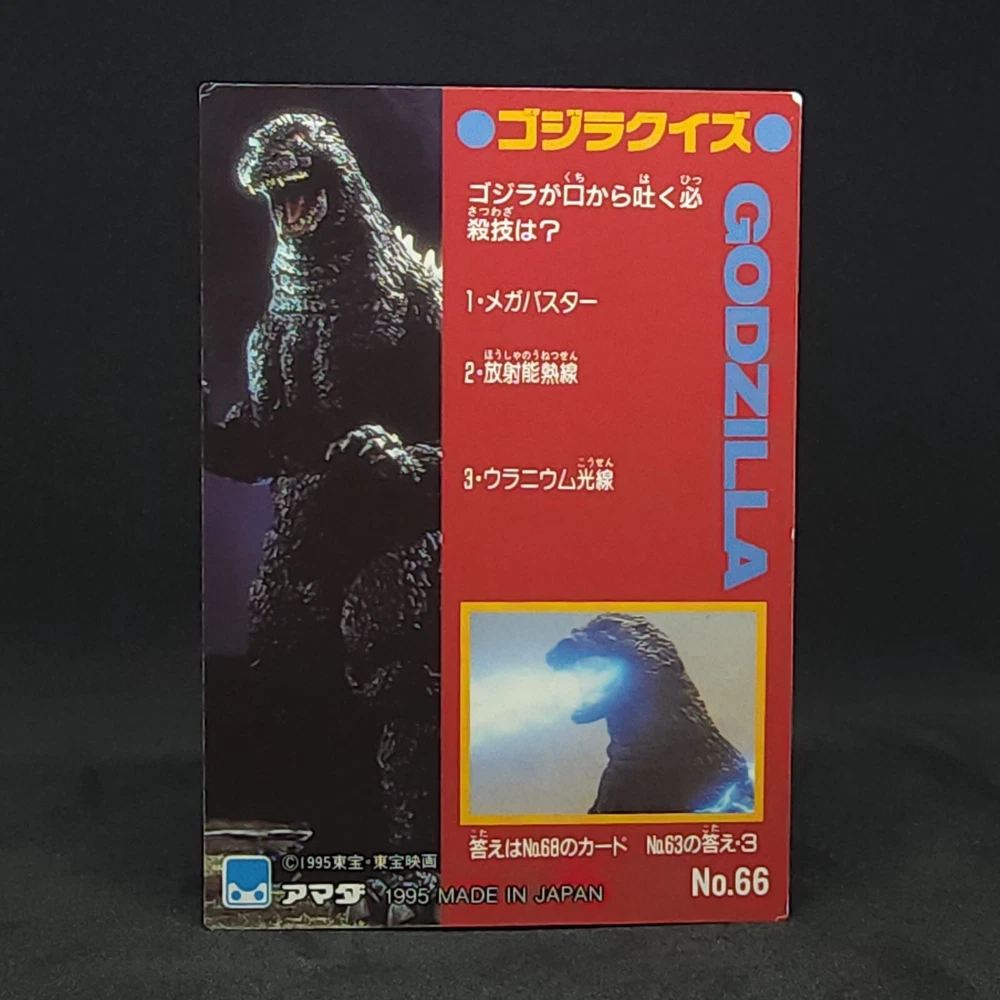 ●ゴジラクイズ●
ゴジラが口から吐く必
殺技は?
1・メガバスター
2・放射能熱線
3・ウラニウム光線
GODZILLA
答えはNo.68のカード No.63の答え・3
No.66
©1995東宝・東宝映画
アマダ 1995 MADE IN JAPAN